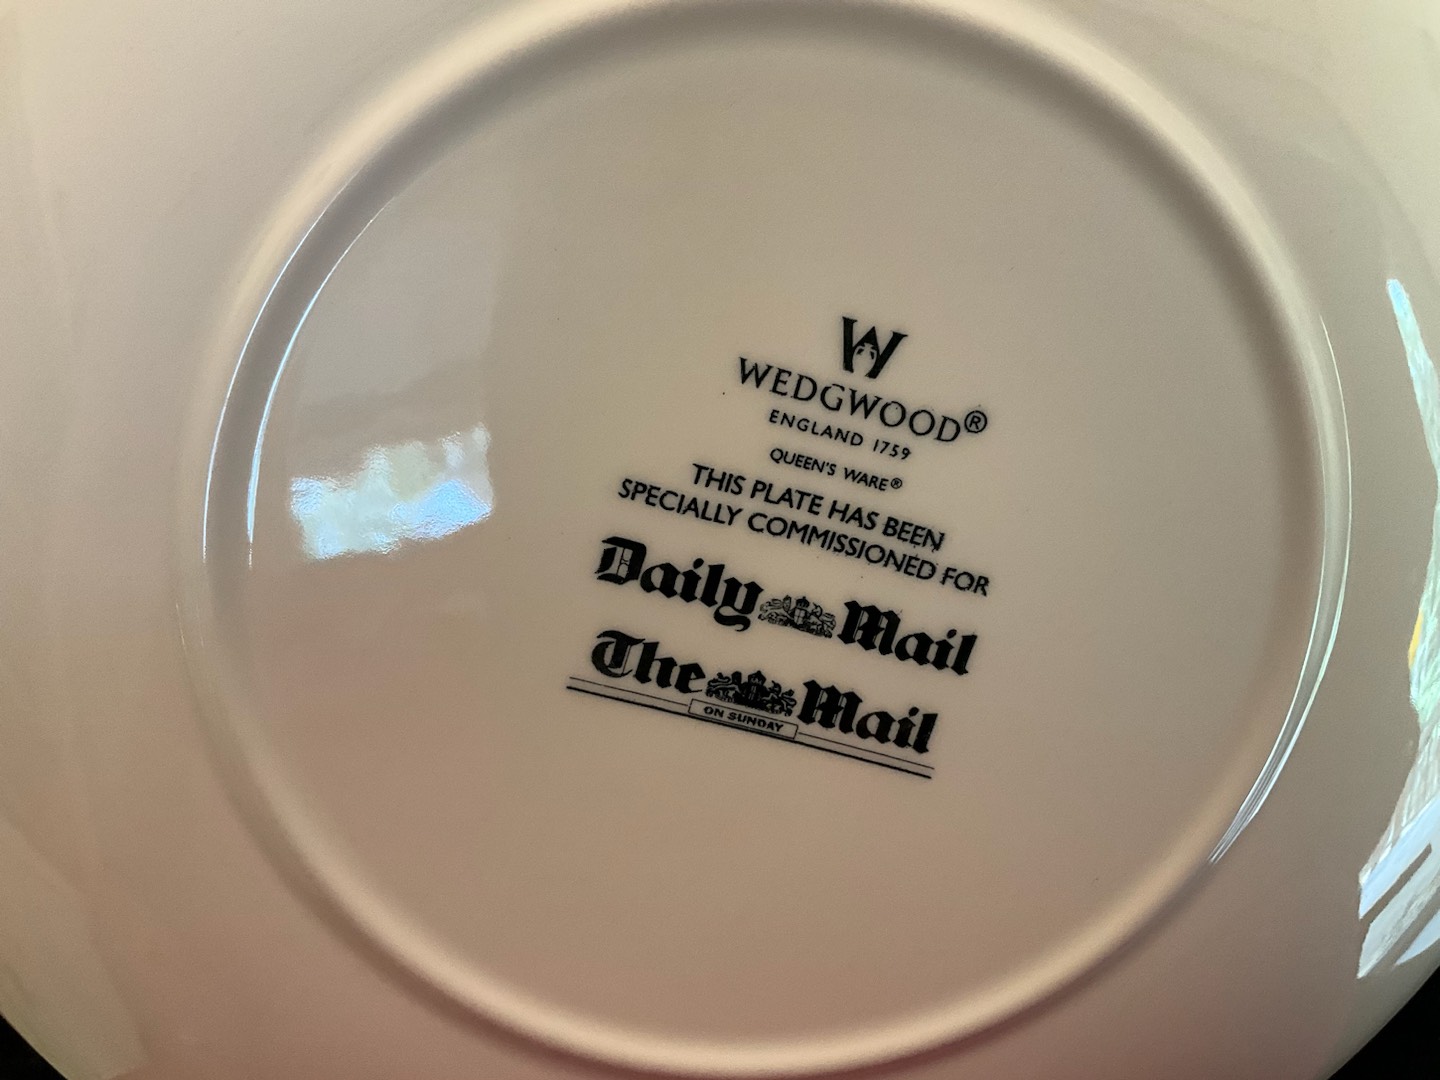 W
WEDGWOOD®
ENGLAND 1759
QUEEN'S WARE®
THIS PLATE HAS BEEN
SPECIALLY COMMISSIONED FOR
Daily Mail
The Mail
ON SUNDAY